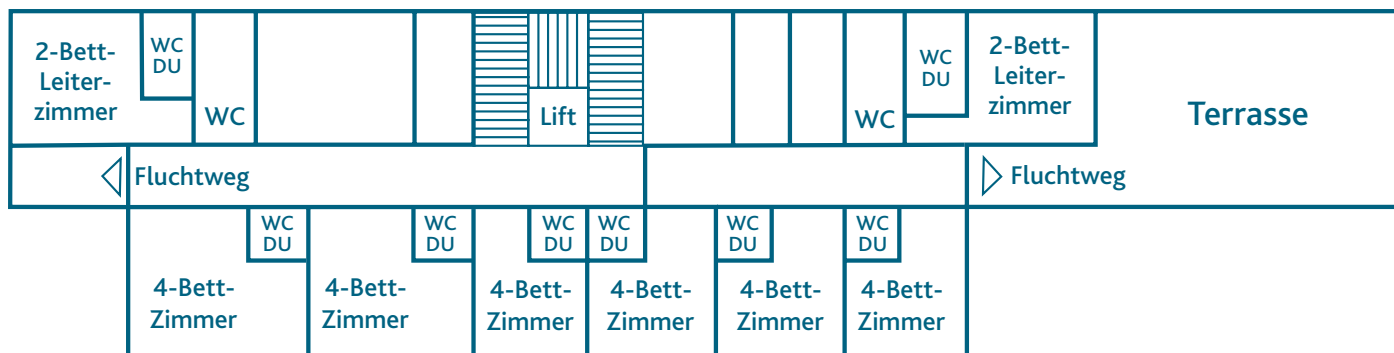 2-Bett-
Leiter-
zimmer
WC
DU
WC
Lift
WC
WC
DU
2-Bett-
Leiter-
zimmer
Terrasse
Fluchtweg
Fluchtweg
WC
DU
WC
DU
WC
DU
WC
DU
WC
DU
WC
DU
4-Bett-
Zimmer
4-Bett-
Zimmer
4-Bett-
Zimmer
4-Bett-
Zimmer
4-Bett-
Zimmer
4-Bett-
Zimmer